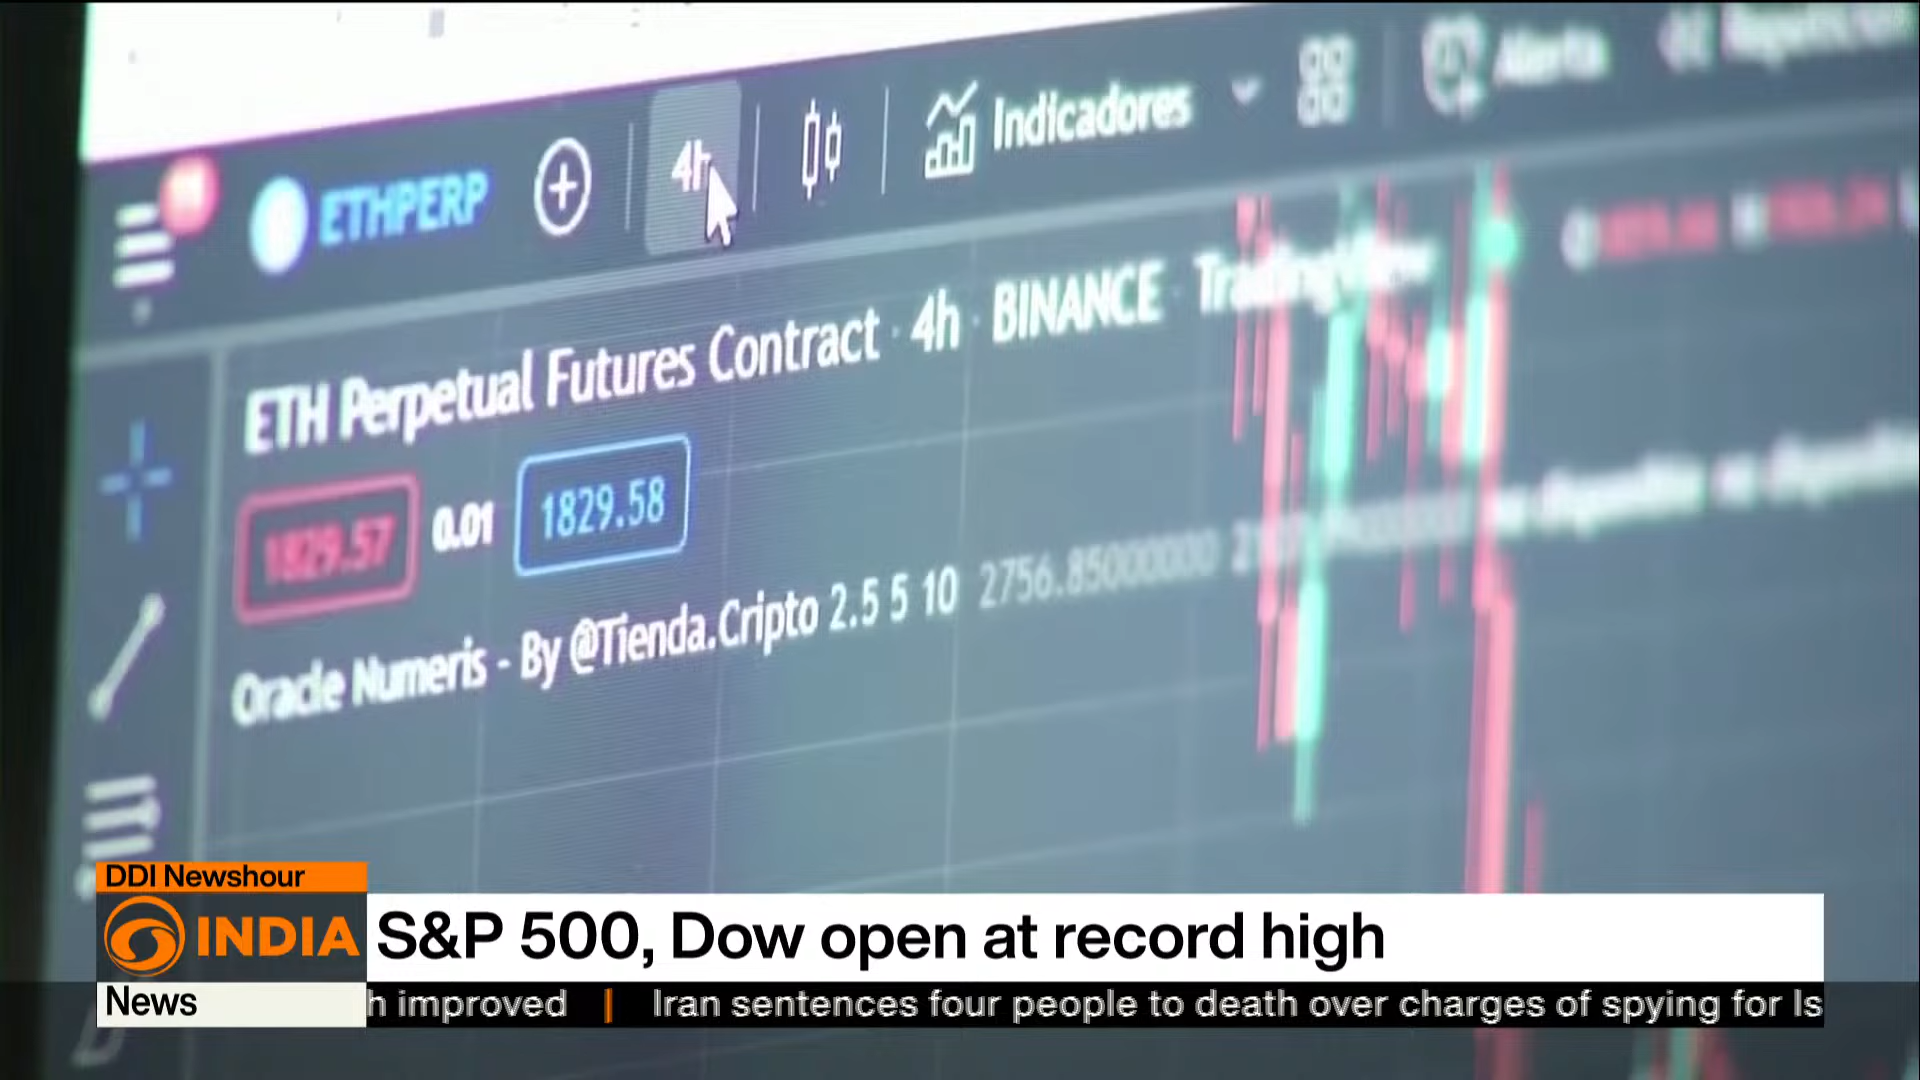 4h
Indicadores
Alerta
ETHPERP
ETH Perpetual Futures Contract · 4h · BINANCE · TradingView
1829.57
0.01
1829.58
Oracle Numeris - By @Tienda.Cripto 2.5 5 10 2756.85000000
DDI Newshour
INDIA
S&P 500, Dow open at record high
News
h improved | Iran sentences four people to death over charges of spying for Is